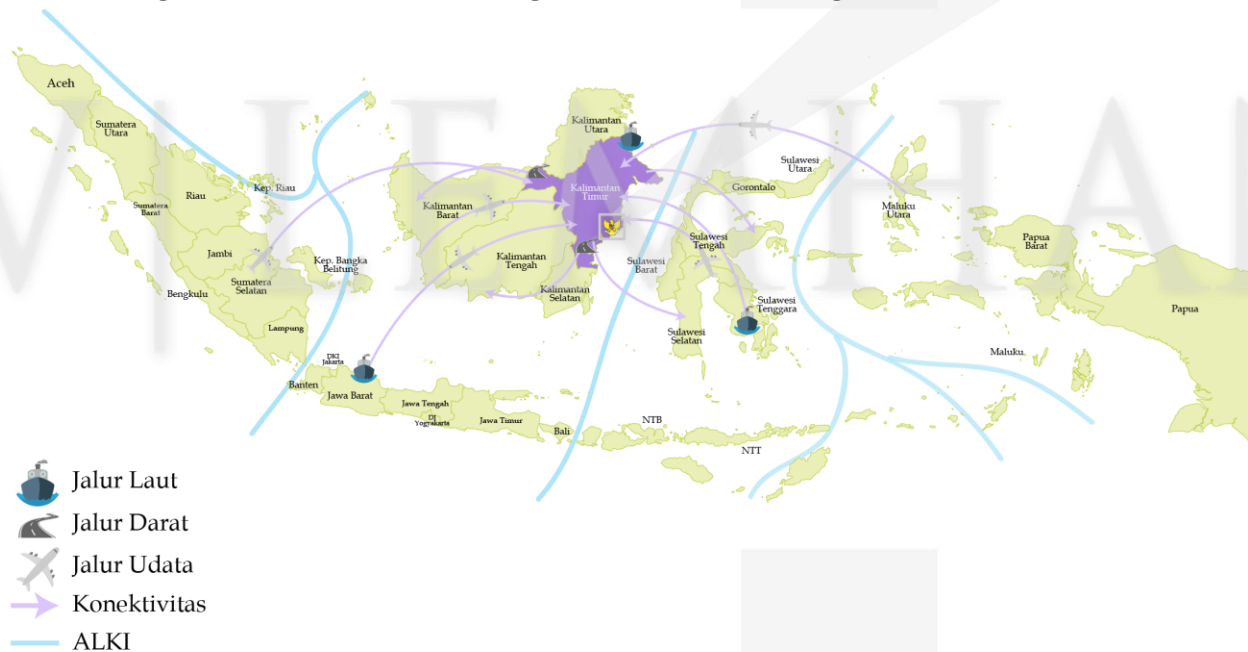 Aceh
Sumatera
Utara
Riau
Kep. Riau
Sumatera
Barat
Jambi
Sumatera
Selatan
Bengkulu
Kep. Bangka
Belitung
Lampung
DKI
Jakarta
Banten
Jawa Barat
Jawa Tengah
DI
Yogyakarta
Jawa Timur
Bali
NTB
NTT
Kalimantan
Utara
Kalimantan
Timur
Kalimantan
Barat
Kalimantan
Tengah
Kalimantan
Selatan
Sulawesi
Utara
Gorontalo
Sulawesi
Tengah
Sulawesi
Barat
Sulawesi
Tenggara
Sulawesi
Selatan
Maluku
Utara
Maluku
Papua
Barat
Papua
Jalur Laut
Jalur Darat
Jalur Udata
Konektivitas
ALKI